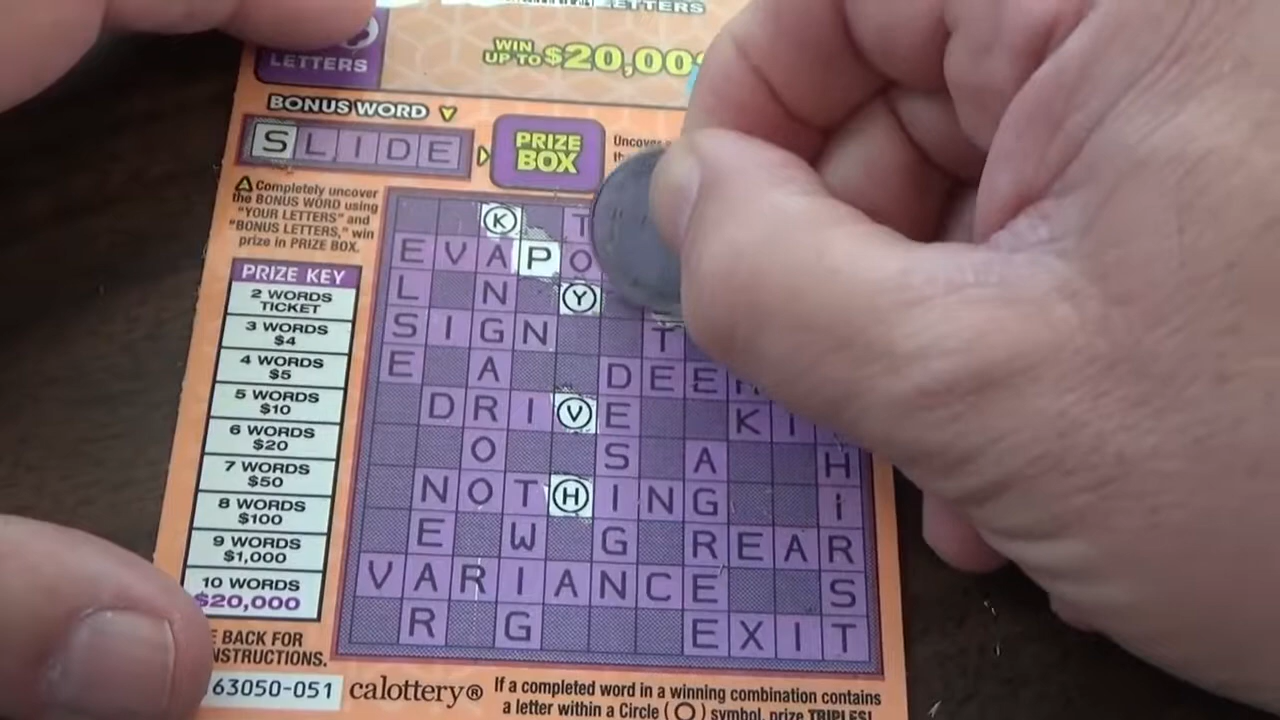 LETTERS
LETTERS
WIN
UP TO $20,00
BONUS WORD
SLIDE
PRIZE
BOX
Uncover
Completely uncover
the BONUS WORD using
"YOUR LETTERS" and
"BONUS LETTERS," win
prize in PRIZE BOX.
PRIZE KEY
2 WORDS
TICKET
3 WORDS
$4
4 WORDS
$5
5 WORDS
$10
6 WORDS
$20
7 WORDS
$50
8 WORDS
$100
9 WORDS
$1,000
10 WORDS
$20,000
K T
E V A P O
L N Y
S I G N T
E A D E E
D R I V E K I
O S A H
N O T H I N G i
E W G R E A R
V A R I A N C E S
R I G E X I T
E BACK FOR
NSTRUCTIONS.
63050-051
calottery®
If a completed word in a winning combination contains
a letter within a Circle ( O ) symbol, prize TRIPLES!